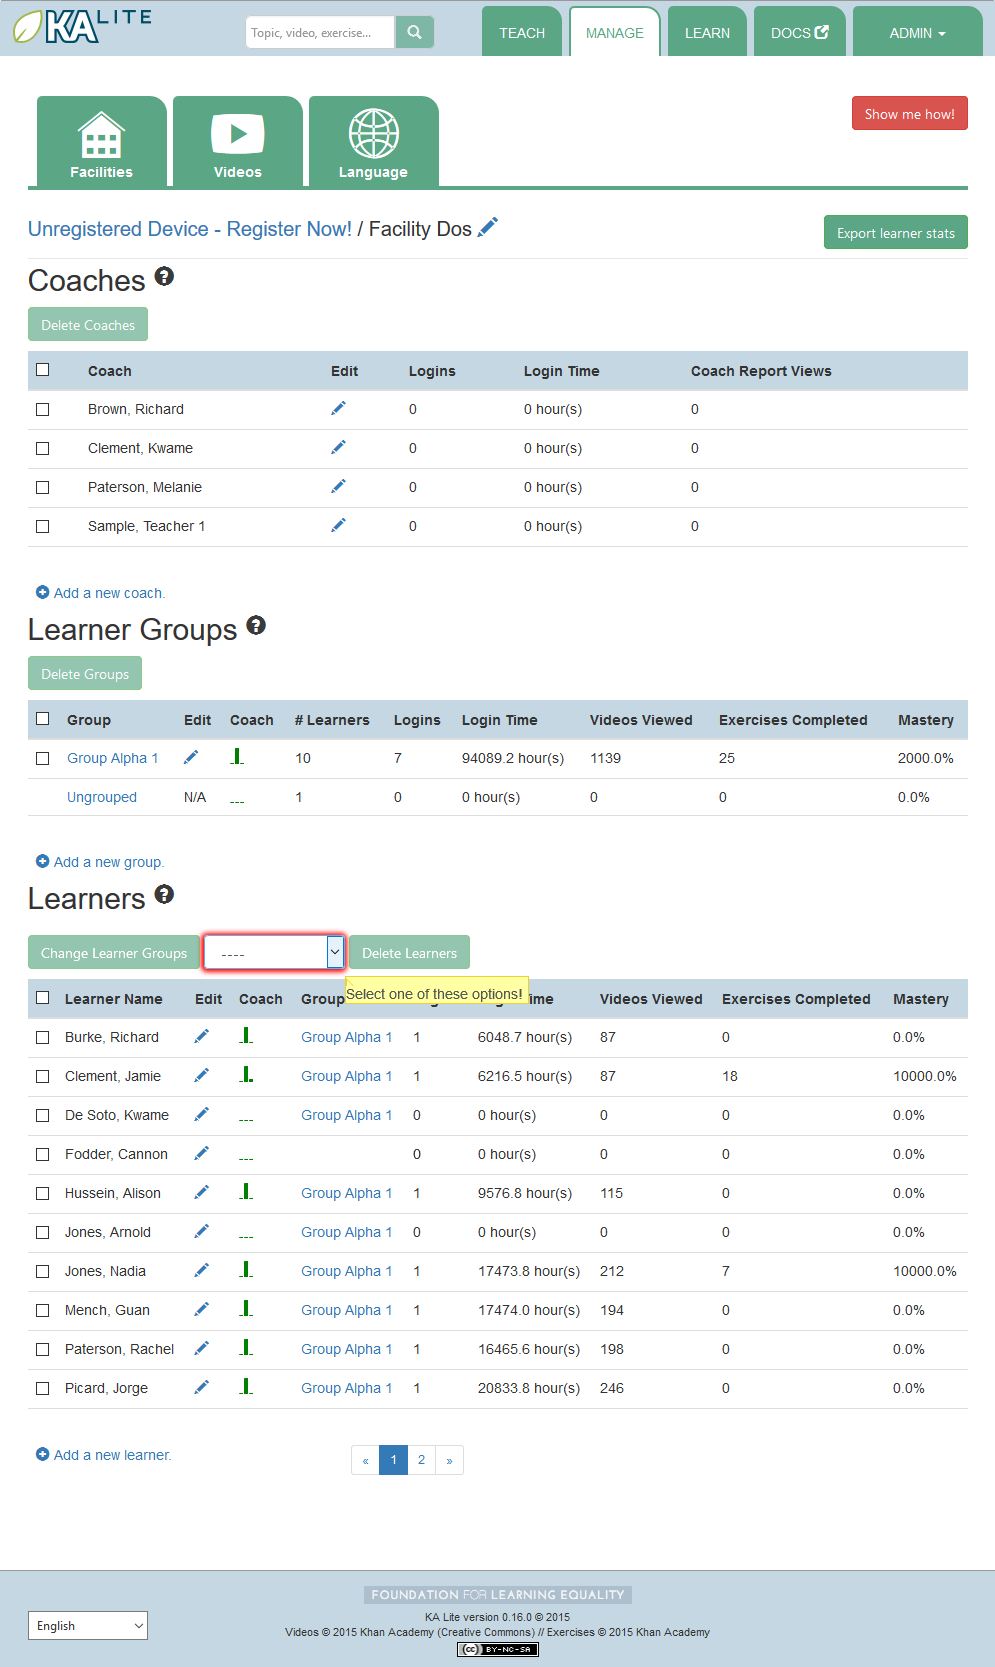 KA LITE
Topic, video, exercise...
TEACH
MANAGE
LEARN
DOCS
ADMIN
Facilities
Videos
Language
Show me how!
Unregistered Device - Register Now! / Facility Dos
Export learner stats
Coaches
Delete Coaches
Coach Edit Logins Login Time Coach Report Views
Brown, Richard 0 0 hour(s) 0
Clement, Kwame 0 0 hour(s) 0
Paterson, Melanie 0 0 hour(s) 0
Sample, Teacher 1 0 0 hour(s) 0
Add a new coach.
Learner Groups
Delete Groups
Group Edit Coach # Learners Logins Login Time Videos Viewed Exercises Completed Mastery
Group Alpha 1 10 7 94089.2 hour(s) 1139 25 2000.0%
Ungrouped N/A 1 0 0 hour(s) 0 0 0.0%
Add a new group.
Learners
Change Learner Groups ---- Delete Learners
Select one of these options!
Learner Name Edit Coach Group Videos Viewed Exercises Completed Mastery
Burke, Richard Group Alpha 1 1 6048.7 hour(s) 87 0 0.0%
Clement, Jamie Group Alpha 1 1 6216.5 hour(s) 87 18 10000.0%
De Soto, Kwame Group Alpha 1 0 0 hour(s) 0 0 0.0%
Fodder, Cannon 0 0 hour(s) 0 0 0.0%
Hussein, Alison Group Alpha 1 1 9576.8 hour(s) 115 0 0.0%
Jones, Arnold Group Alpha 1 0 0 hour(s) 0 0 0.0%
Jones, Nadia Group Alpha 1 1 17473.8 hour(s) 212 7 10000.0%
Mench, Guan Group Alpha 1 1 17474.0 hour(s) 194 0 0.0%
Paterson, Rachel Group Alpha 1 1 16465.6 hour(s) 198 0 0.0%
Picard, Jorge Group Alpha 1 1 20833.8 hour(s) 246 0 0.0%
Add a new learner.
« 1 2 »
FOUNDATION FOR LEARNING EQUALITY
English
KA Lite version 0.16.0 © 2015
Videos © 2015 Khan Academy (Creative Commons) // Exercises © 2015 Khan Academy
cc BY-NC-SA